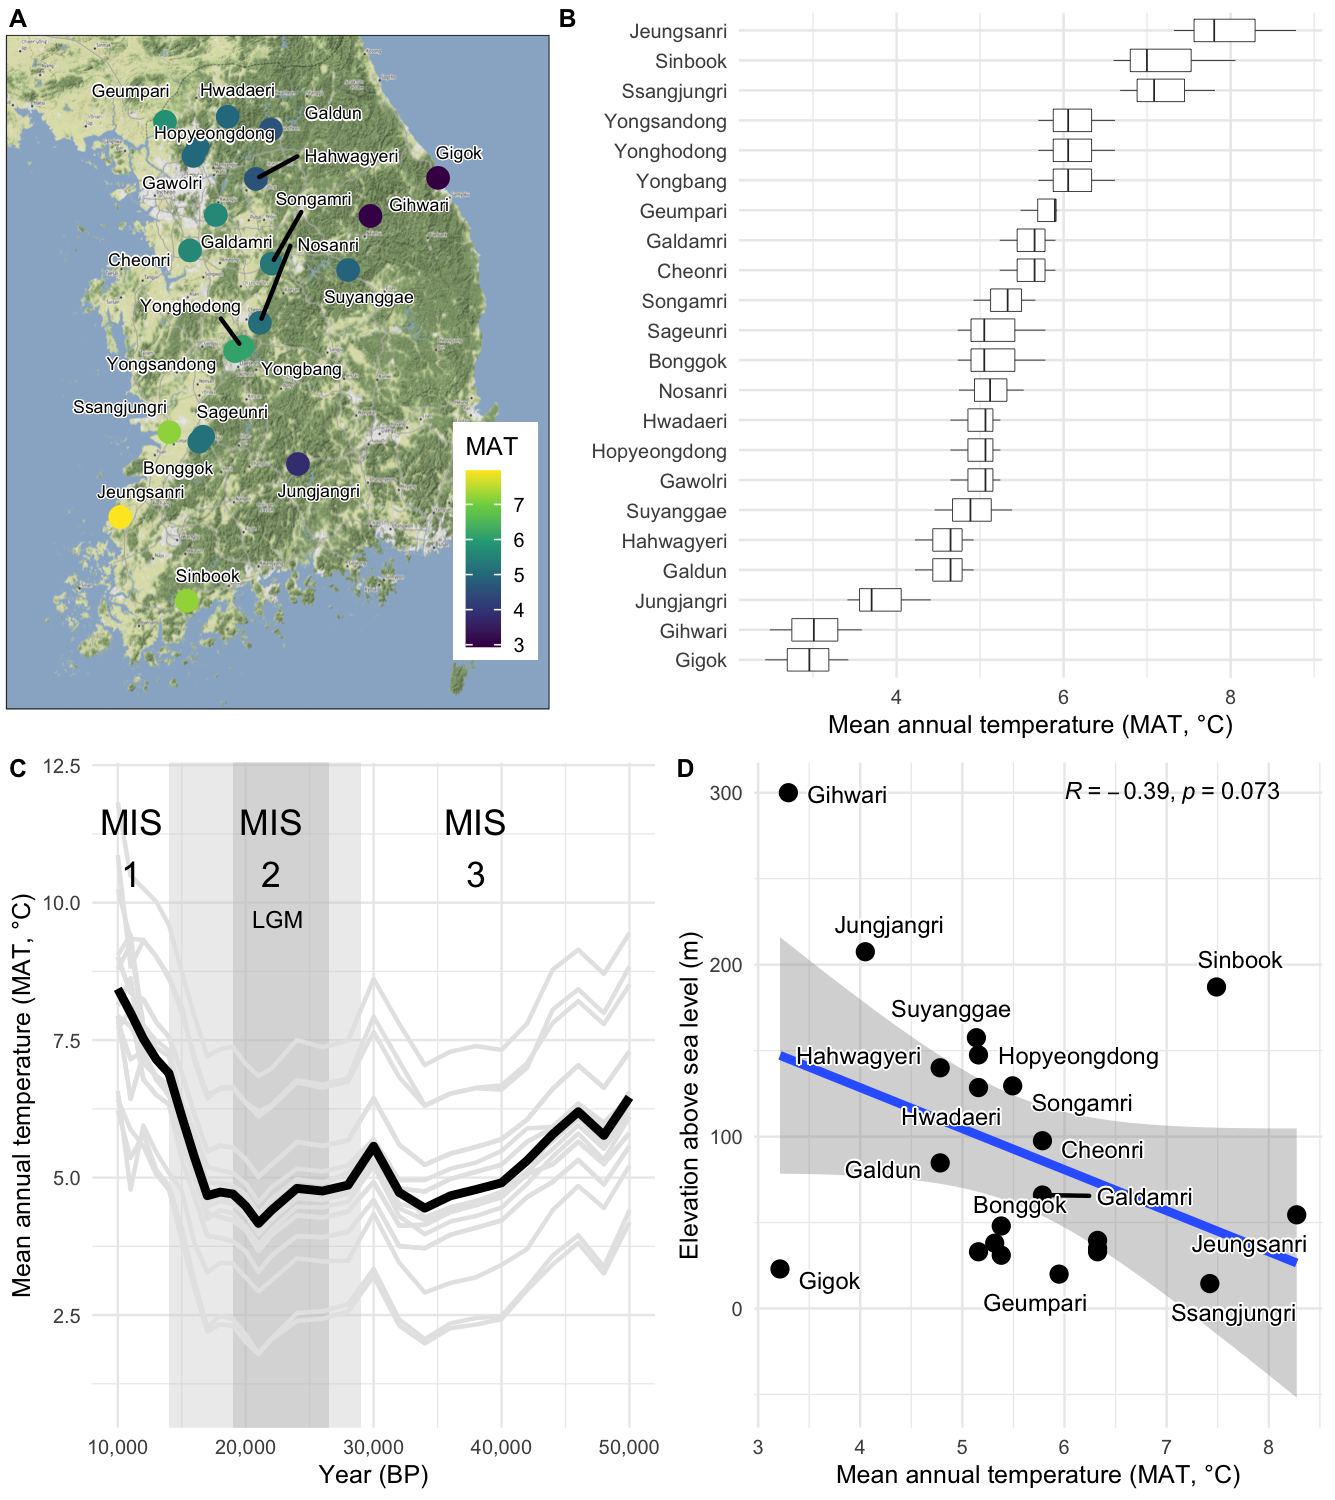 A
Geumpari
Hwadaeri
Galdun
Hopyeongdong
Hahwagyeri
Gigok
Gawolri
Songamri
Gihwari
Galdamri
Nosanri
Cheonri
Suyanggae
Yonghodong
Yongsandong
Yongbang
Ssangjungri
Sageunri
Bonggok
Jeungsanri
Jungjangri
Sinbook
MAT
7
6
5
4
3
B
Jeungsanri
Sinbook
Ssangjungri
Yongsandong
Yonghodong
Yongbang
Geumpari
Galdamri
Cheonri
Songamri
Sageunri
Bonggok
Nosanri
Hwadaeri
Hopyeongdong
Gawolri
Suyanggae
Hahwagyeri
Galdun
Jungjangri
Gihwari
Gigok
4 6 8
Mean annual temperature (MAT, °C)
C
12.5
10.0
7.5
5.0
2.5
Mean annual temperature (MAT, °C)
MIS
1
MIS
2
LGM
MIS
3
10,000 20,000 30,000 40,000 50,000
Year (BP)
D
300
200
100
0
Elevation above sea level (m)
R = −0.39, p = 0.073
Gihwari
Jungjangri
Sinbook
Suyanggae
Hahwagyeri
Hopyeongdong
Songamri
Hwadaeri
Cheonri
Galdun
Galdamri
Bonggok
Jeungsanri
Gigok
Geumpari
Ssangjungri
3 4 5 6 7 8
Mean annual temperature (MAT, °C)